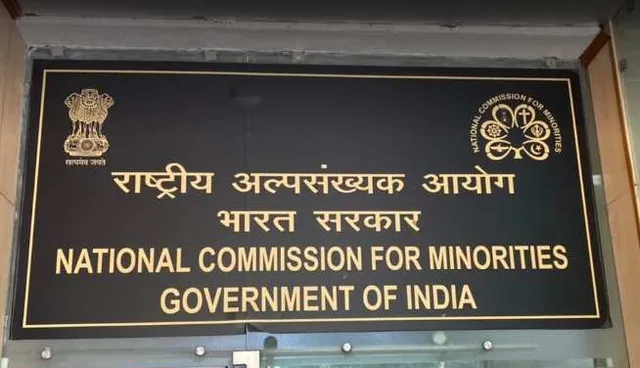 सत्यमेव जयते
NATIONAL COMMISSION FOR MINORITIES
राष्ट्रीय अल्पसंख्यक आयोग
भारत सरकार
NATIONAL COMMISSION FOR MINORITIES
GOVERNMENT OF INDIA